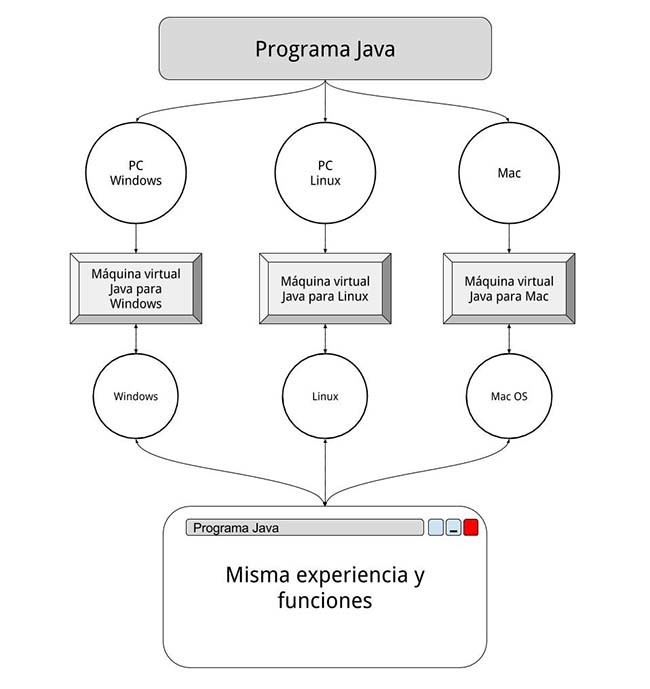 Programa Java
PC
Windows
PC
Linux
Mac
Máquina virtual
Java para
Windows
Máquina virtual
Java para Linux
Máquina virtual
Java para Mac
Windows
Linux
Mac OS
Programa Java
Misma experiencia y
funciones